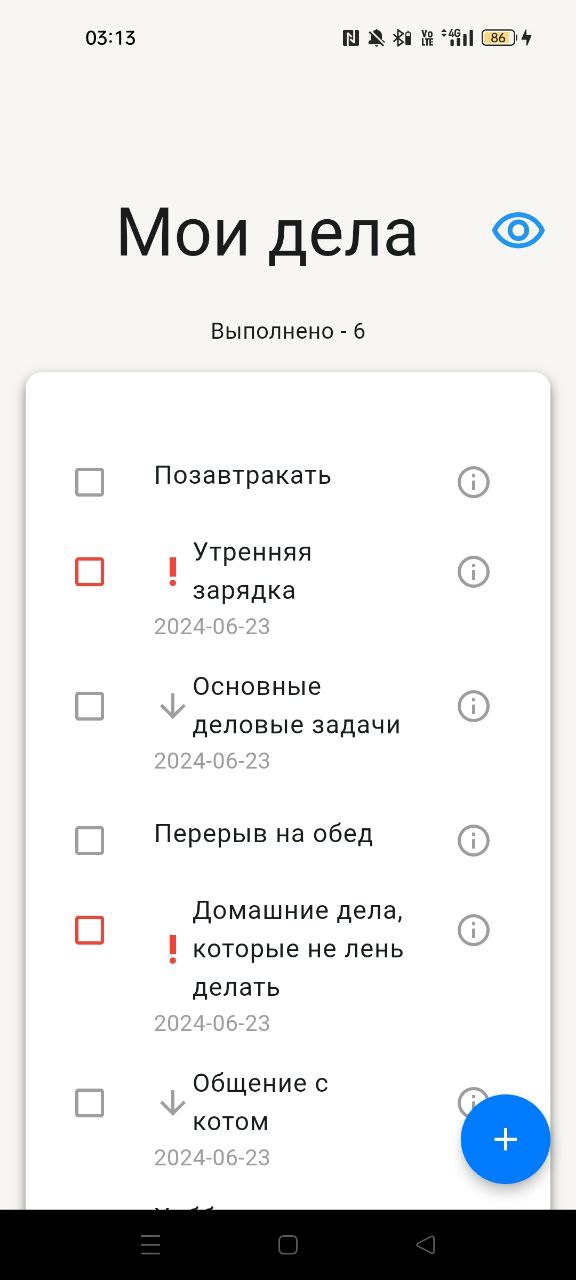 03:13
Vo LTE 4G 86
Мои дела
Выполнено - 6
Позавтракать
Утренняя
зарядка
2024-06-23
Основные
деловые задачи
2024-06-23
Перерыв на обед
Домашние дела,
которые не лень
делать
2024-06-23
Общение с
котом
2024-06-23